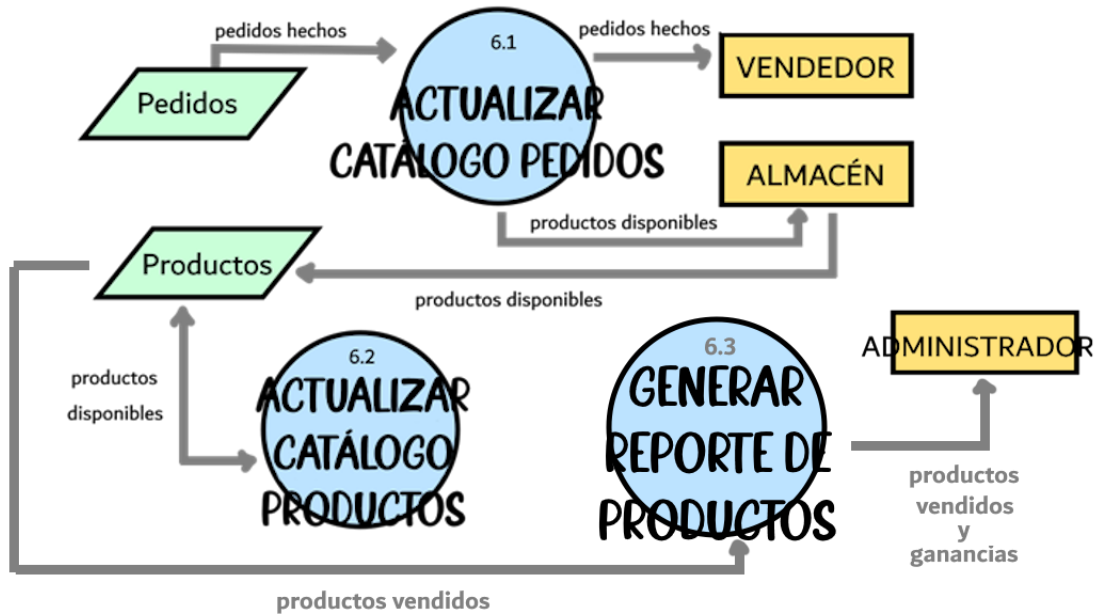 pedidos hechos
6.1
pedidos hechos
VENDEDOR
Pedidos
ACTUALIZAR
CATÁLOGO PEDIDOS
ALMACÉN
productos disponibles
Productos
productos disponibles
6.2
ACTUALIZAR
CATÁLOGO
PRODUCTOS
productos
disponibles
6.3
GENERAR
REPORTE DE
PRODUCTOS
ADMINISTRADOR
productos
vendidos
y
ganancias
productos vendidos